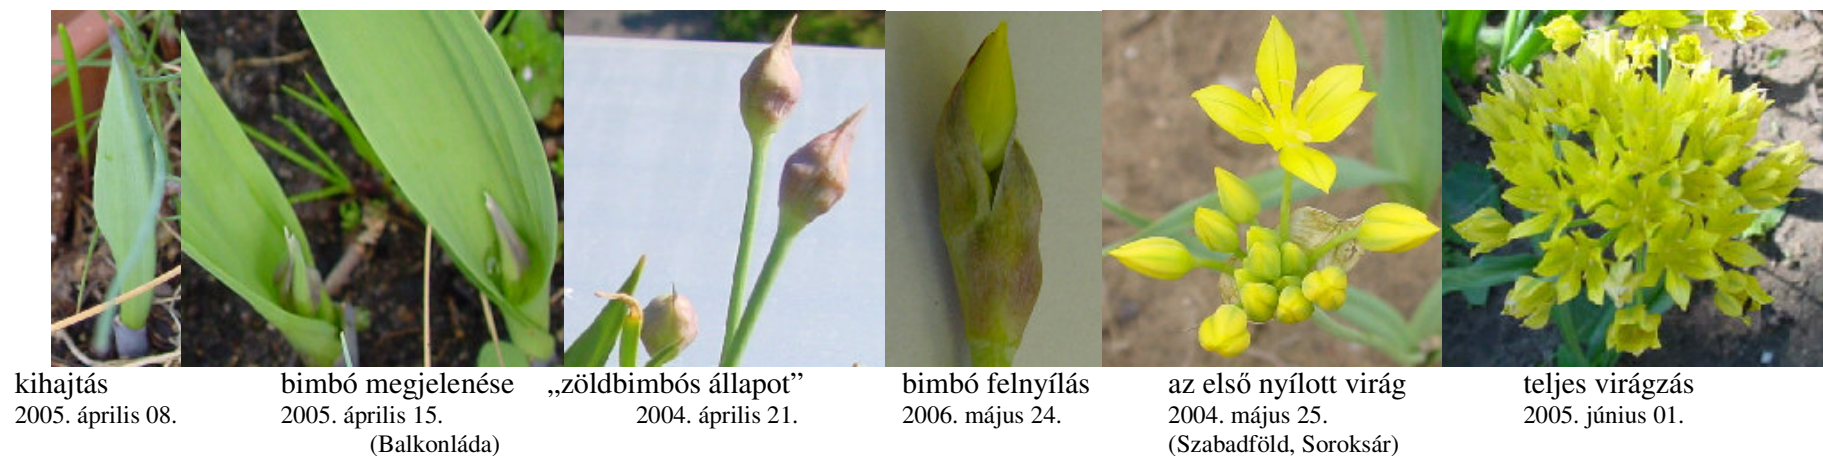 kihajtás
2005. április 08.
bimbó megjelenése
2005. április 15.
(Balkonláda)
„zöldbimbós állapot”
2004. április 21.
bimbó felnyílás
2006. május 24.
az első nyílott virág
2004. május 25.
(Szabadföld, Soroksár)
teljes virágzás
2005. június 01.